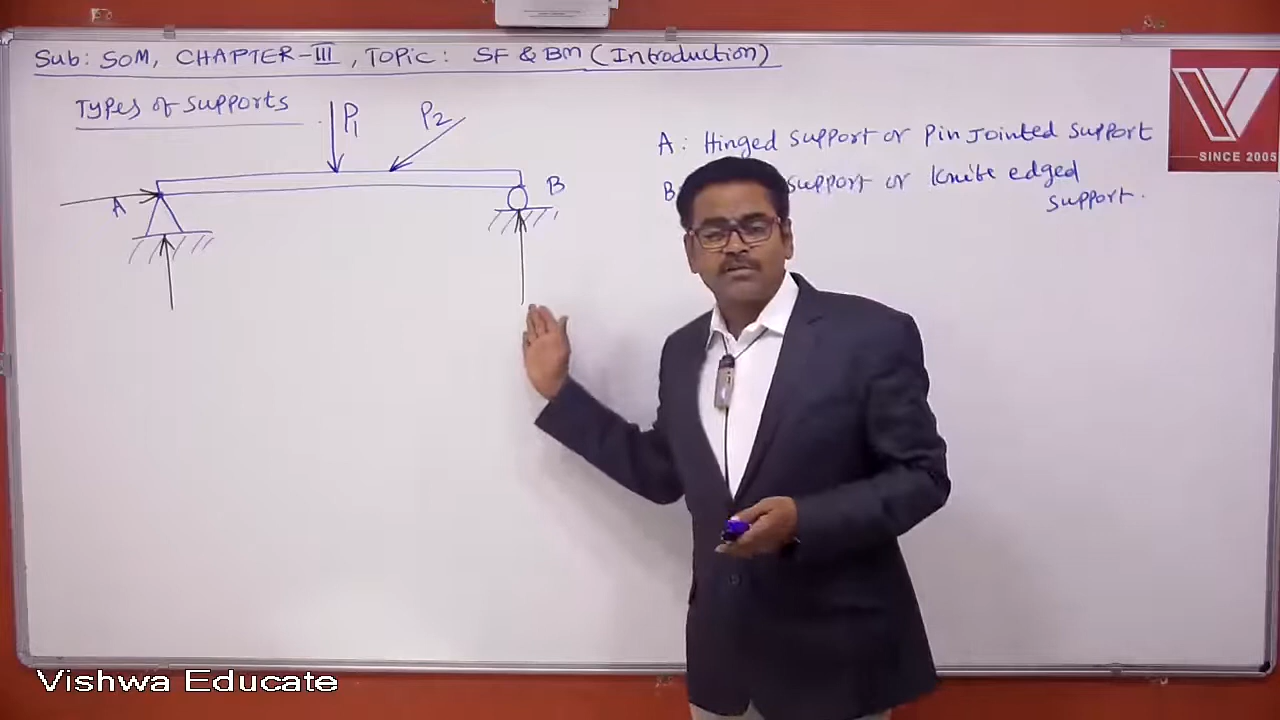 Sub: SOM, CHAPTER-III, TOPIC: SF & BM (Introduction)
Types of supports
P1
P2
A
B
A: Hinged support or pin jointed support
B: support or knife edged
support.
V
SINCE 2005
Vishwa Educate